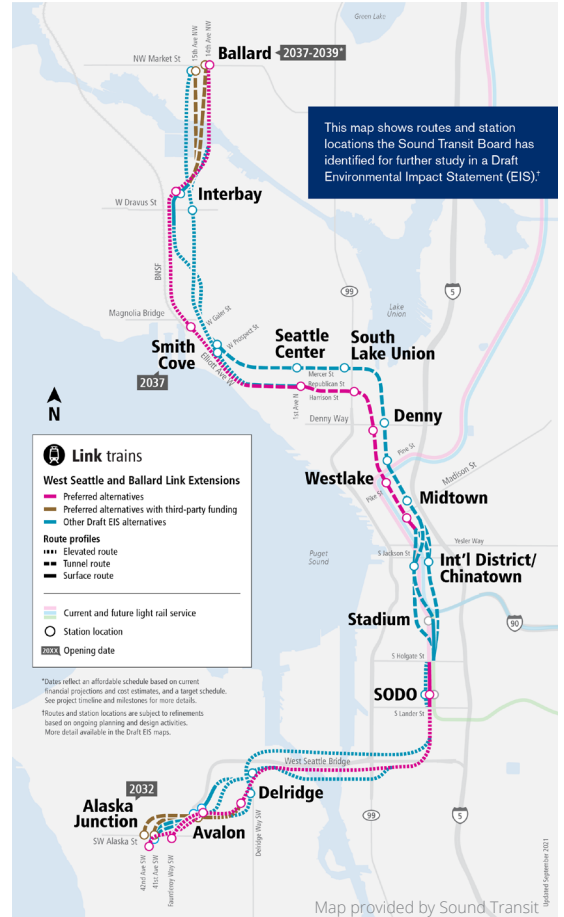 Green Lake
15th Ave NW
14th Ave NW
NW Market St
Ballard
2037-2039*
This map shows routes and station
locations the Sound Transit Board has
identified for further study in a Draft
Environmental Impact Statement (EIS).†
Interbay
W Dravus St
BNSF
99
5
Lake
Union
Magnolia Bridge
W Galer St
W Prospect St
Smith
Cove
Elliott Ave W
2037
Seattle
Center
South
Lake Union
Mercer St
Republican St
Harrison St
1st Ave N
Denny Way
Denny
N
Pine St
Westlake
Pike St
Madison St
Midtown
Link trains
West Seattle and Ballard Link Extensions
Preferred alternatives
Preferred alternatives with third-party funding
Other Draft EIS alternatives
Route profiles
Elevated route
Tunnel route
Surface route
Current and future light rail service
Station location
20XX Opening date
*Dates reflect an affordable schedule based on current
financial projections and cost estimates, and a target schedule.
See project timeline and milestones for more details.
†Routes and station locations are subject to refinements
based on ongoing planning and design activities.
More detail available in the Draft EIS maps.
Puget
Sound
Yesler Way
S Jackson St
Int'l District/
Chinatown
Stadium
90
S Holgate St
SODO
S Lander St
West Seattle Bridge
2032
Alaska
Junction
Delridge
Avalon
SW Alaska St
42nd Ave SW
41st Ave SW
Fauntleroy Way SW
Delridge Way SW
99
5
Updated September 2021
Map provided by Sound Transit